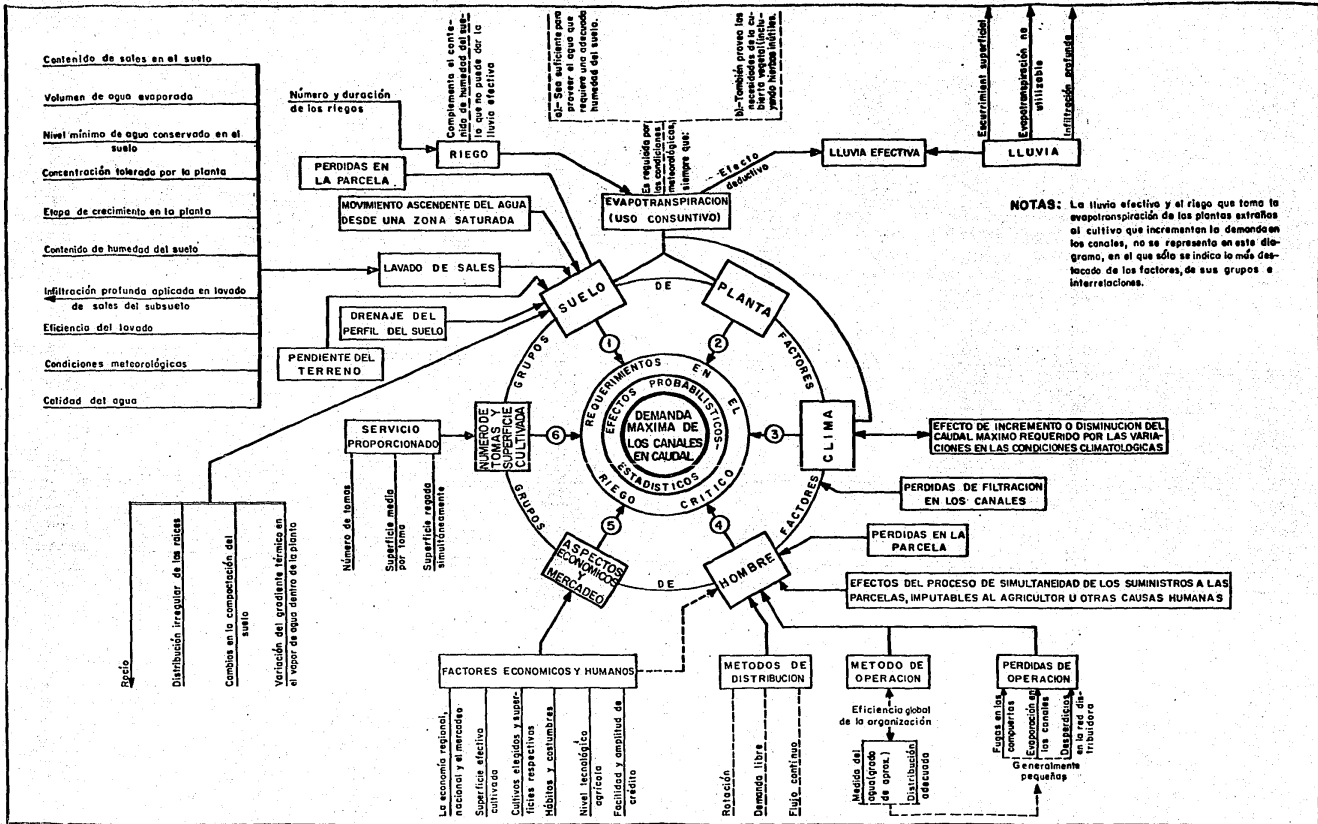 Contenido de sales en el suelo
Volumen de agua evaporada
Nivel mínimo de agua conservado en el
suelo
Concentración tolerada por la planta
Etapa de crecimiento en la planta
Contenido de humedad del suelo
Infiltración profunda aplicada en lavado
de sales del subsuelo
Eficiencia del lavado
Condiciones meteorológicas
Calidad del agua
Número y duración
de los riegos
Complementa el conte-
nido de humedad del sue-
lo que no puede dar la
lluvia efectiva
RIEGO
PERDIDAS EN
LA PARCELA
MOVIMIENTO ASCENDENTE DEL AGUA
DESDE UNA ZONA SATURADA
LAVADO DE SALES
DRENAJE DEL
PERFIL DEL SUELO
PENDIENTE DEL
TERRENO
a).- Sea suficiente para
proveer el agua que
requiere una adecuada
humedad del suelo.
b).- También provea las
necesidades de la cu-
bierta vegetal (inclu-
yendo hierbas inútiles.
Es regulada por
las condiciones
meteorológicas,
siempre que:
EVAPOTRANSPIRACION
(USO CONSUNTIVO)
Efecto
deductivo
LLUVIA EFECTIVA
LLUVIA
Escurrimient superficial
Evapotranspiración no
utilizable
Infiltración profunda
NOTAS: La lluvia efectiva y el riego que toma la
evapotranspiración de las plantas extrañas
al cultivo que incrementan la demanda en
los canales, no se representa en este dia-
grama, en el que sólo se indica lo más des-
tacado de los factores, de sus grupos e
interrelaciones.
SUELO
DE
PLANTA
FACTORES
CLIMA
FACTORES
HOMBRE
DE
ASPECTOS
ECONOMICOS
Y
MERCADEO
GRUPOS
NUMERO DE
TOMAS Y
SUPERFICIE
CULTIVADA
GRUPOS
1
2
3
4
5
6
REQUERIMIENTOS EN EL
RIEGO CRITICO
EFECTOS PROBABILISTICOS-
ESTADISTICOS
DEMANDA
MAXIMA DE
LOS CANALES
EN CAUDAL
SERVICIO
PROPORCIONADO
Número de tomas
Superficie media
por toma
Superficie regada
simultáneamente
EFECTO DE INCREMENTO O DISMINUCION DEL
CAUDAL MAXIMO REQUERIDO POR LAS VARIA-
CIONES EN LAS CONDICIONES CLIMATOLOGICAS
PERDIDAS DE FILTRACION
EN LOS CANALES
PERDIDAS EN LA
PARCELA
EFECTOS DEL PROCESO DE SIMULTANEIDAD DE LOS SUMINISTROS A LAS
PARCELAS, IMPUTABLES AL AGRICULTOR U OTRAS CAUSAS HUMANAS
Rocío
Distribución irregular de las raíces
Cambios en la compactación del
suelo
Variación del gradiente térmico en
el vapor de agua dentro de la planta
FACTORES ECONOMICOS Y HUMANOS
La economía regional,
nacional y el mercadeo
Superficie efectiva
cultivada
Cultivos elegidos y super-
ficies respectivas
Hábitos y costumbres
Nivel tecnológico
agrícola
Facilidad y amplitud de
crédito
METODOS DE
DISTRIBUCION
Rotación
Demanda libre
Flujo contínuo
METODO DE
OPERACION
Eficiencia global
de la organización
Medida del
agua (grado
de aprox.)
Distribución
adecuada
PERDIDAS DE
OPERACION
Fugas en las
compuertas
Evaporación en
los canales
Desperdicios
en la red dis-
tribuidora
Generalmente
pequeñas